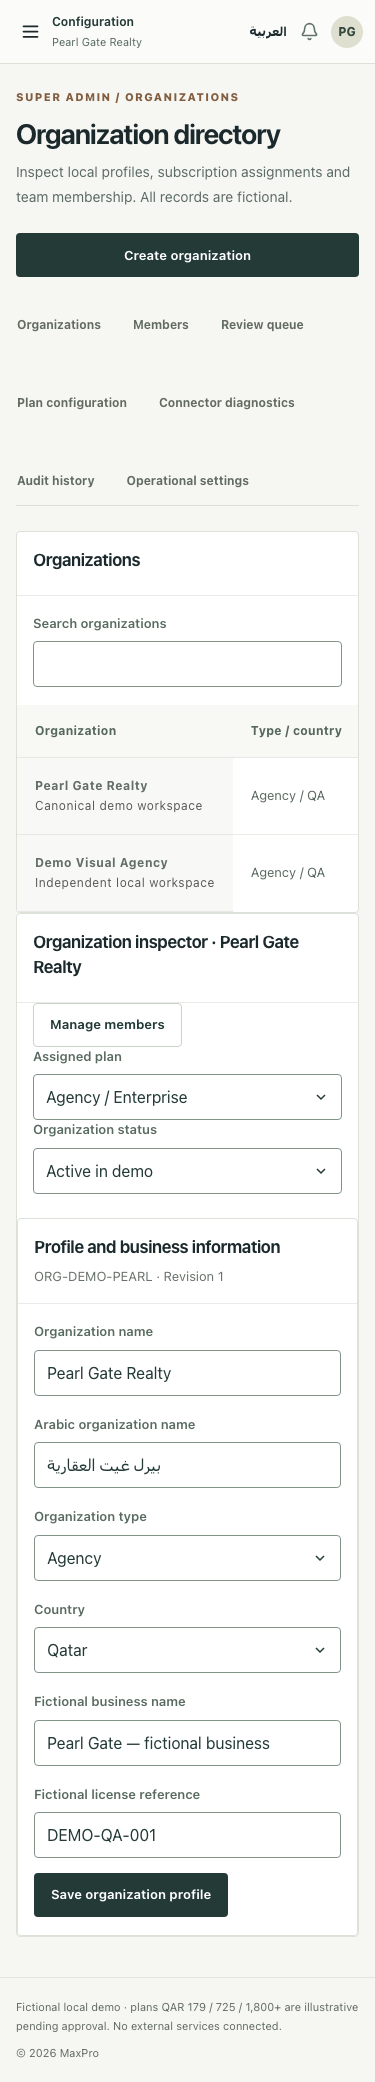 Configuration
Pearl Gate Realty
العربية
PG
SUPER ADMIN / ORGANIZATIONS
Organization directory
Inspect local profiles, subscription assignments and
team membership. All records are fictional.
Create organization
Organizations Members Review queue
Plan configuration Connector diagnostics
Audit history Operational settings
Organizations
Search organizations
Organization Type / country
Pearl Gate Realty
Canonical demo workspace
Agency / QA
Demo Visual Agency
Independent local workspace
Agency / QA
Organization inspector · Pearl Gate
Realty
Manage members
Assigned plan
Agency / Enterprise
Organization status
Active in demo
Profile and business information
ORG-DEMO-PEARL · Revision 1
Organization name
Pearl Gate Realty
Arabic organization name
بيرل غيت العقارية
Organization type
Agency
Country
Qatar
Fictional business name
Pearl Gate — fictional business
Fictional license reference
DEMO-QA-001
Save organization profile
Fictional local demo · plans QAR 179 / 725 / 1,800+ are illustrative
pending approval. No external services connected.
© 2026 MaxPro